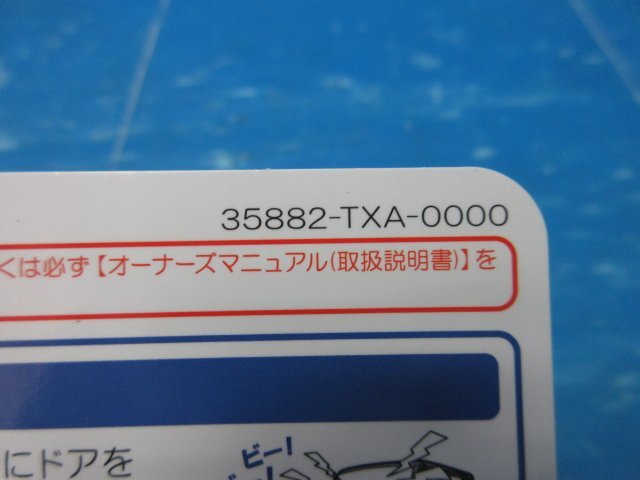 35882-TXA-0000
くは必ず【オーナーズマニュアル(取扱説明書)】を
にドアを
ビー!